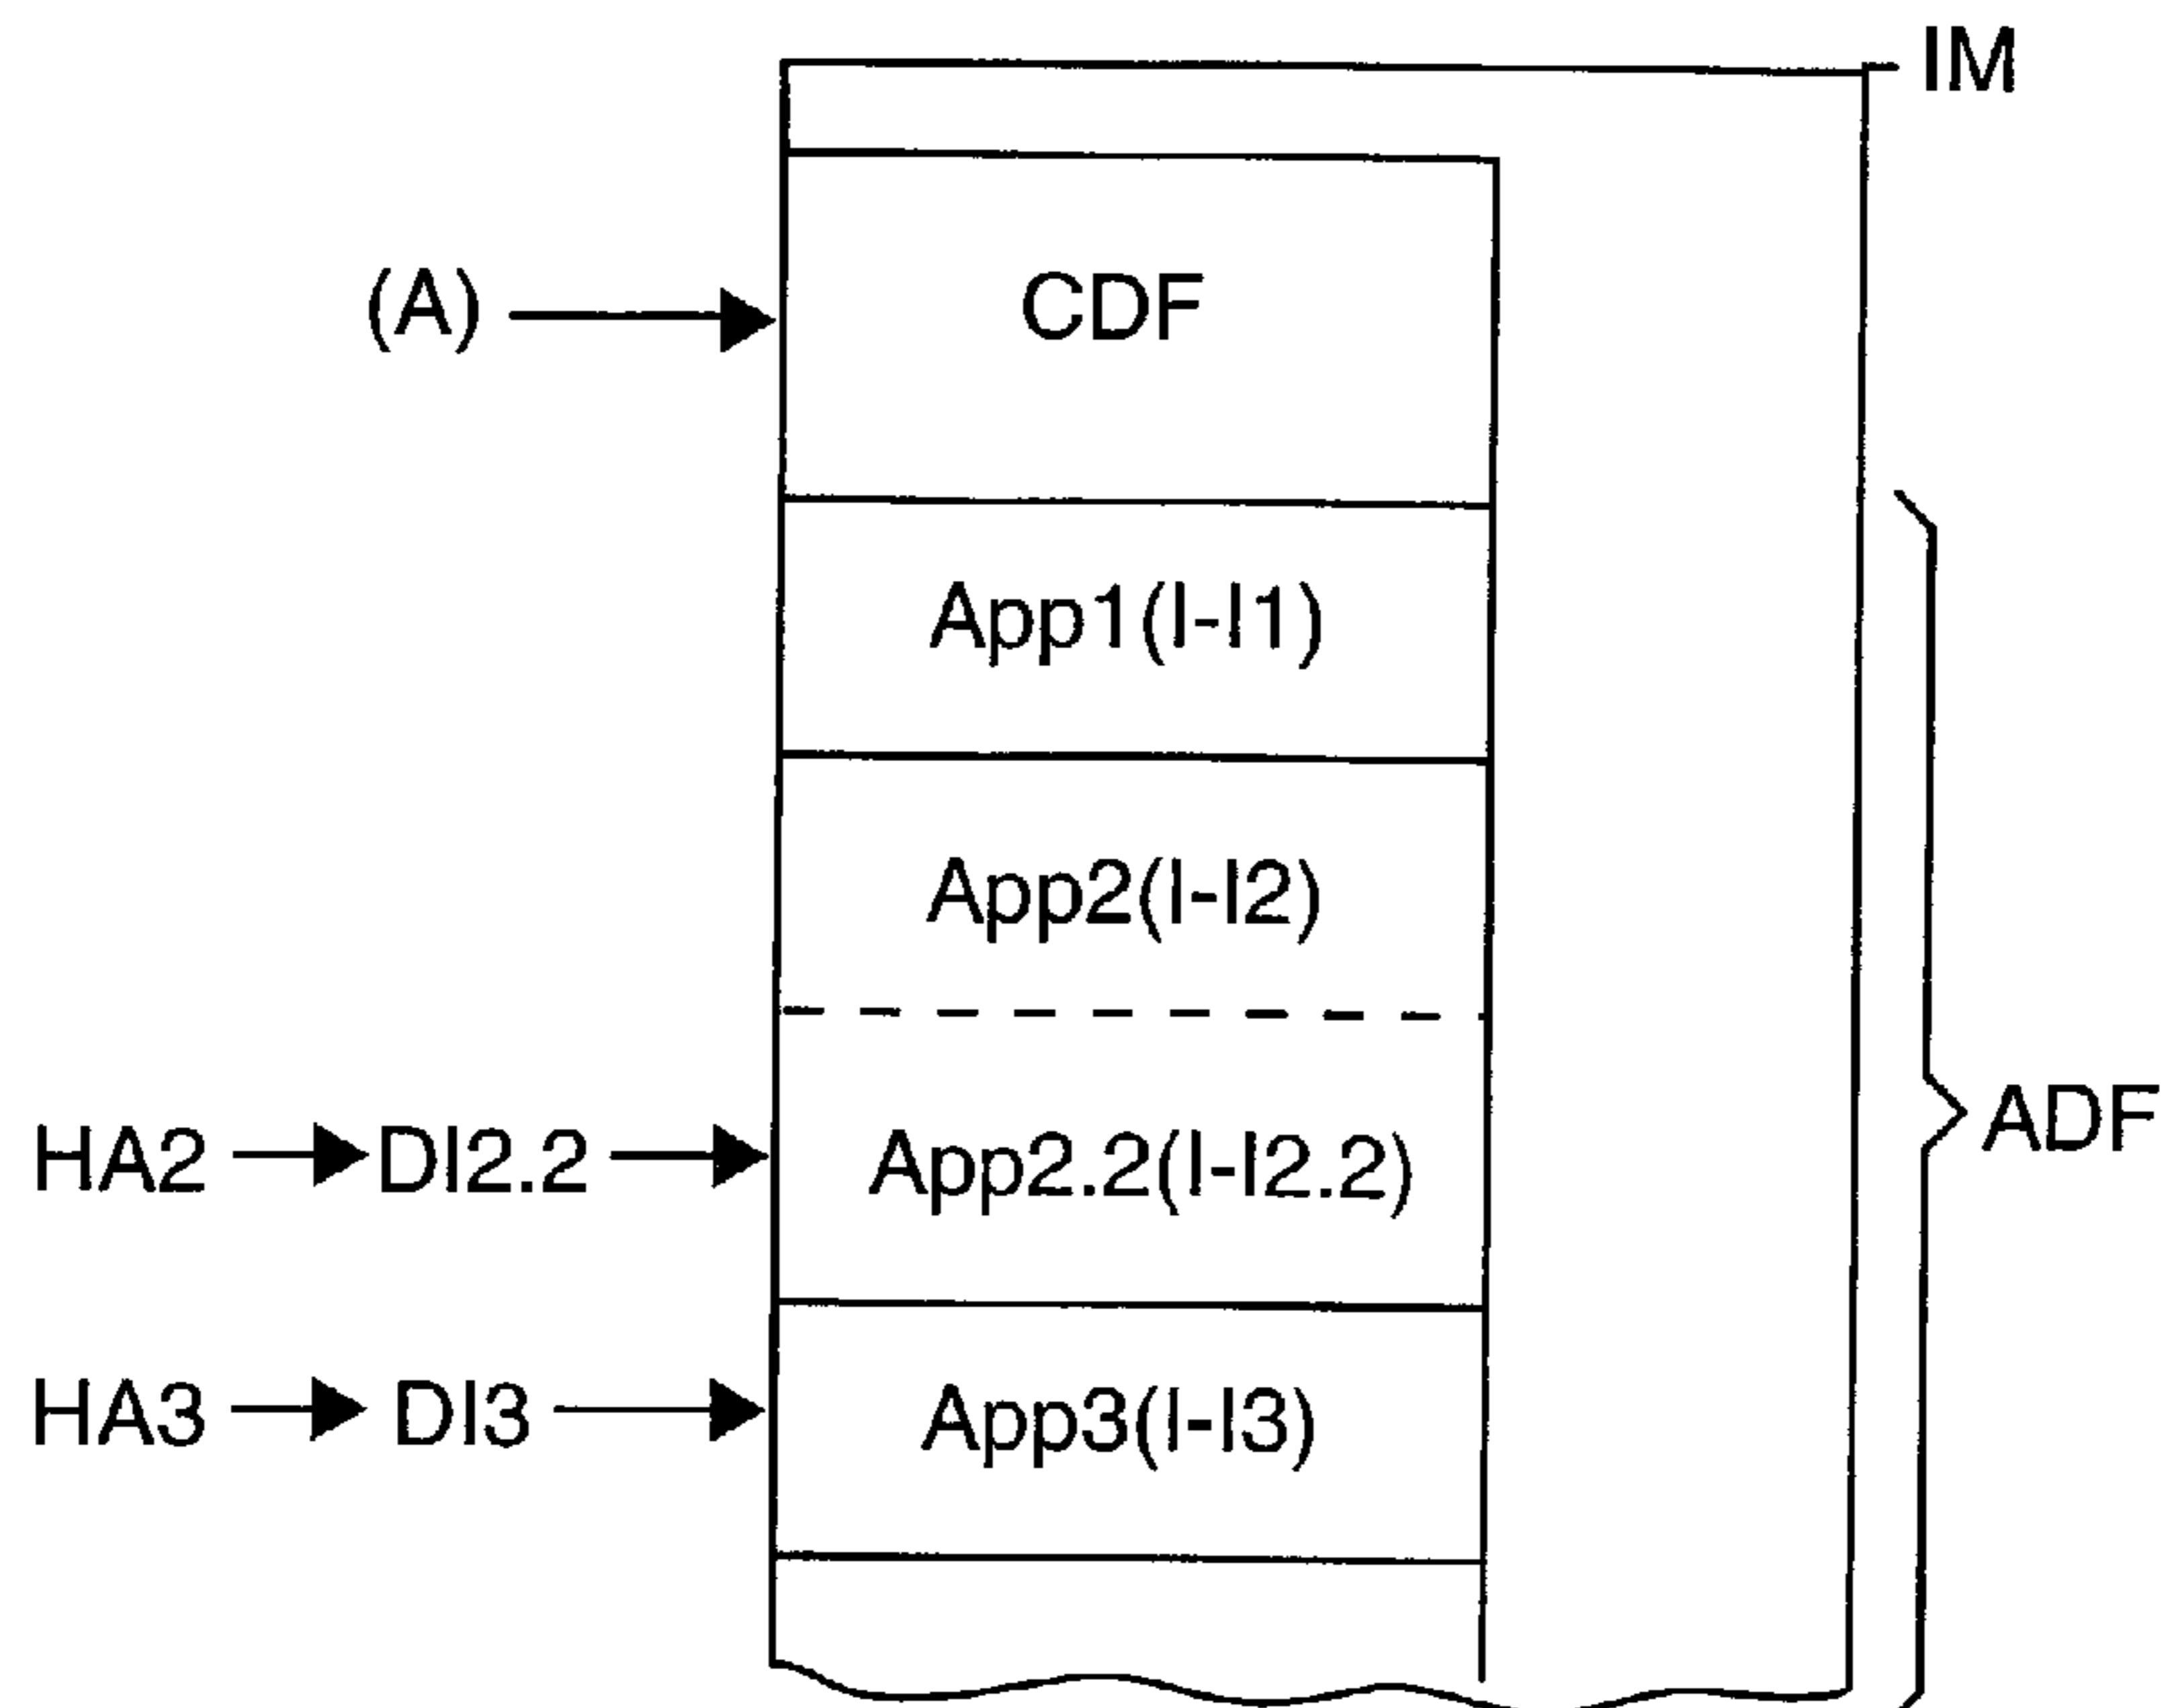 IM
(A)
CDF
App1(I-I1)
App2(I-I2)
ADF
HA2 DI2.2 App2.2(I-I2.2)
HA3 DI3 App3(I-I3)